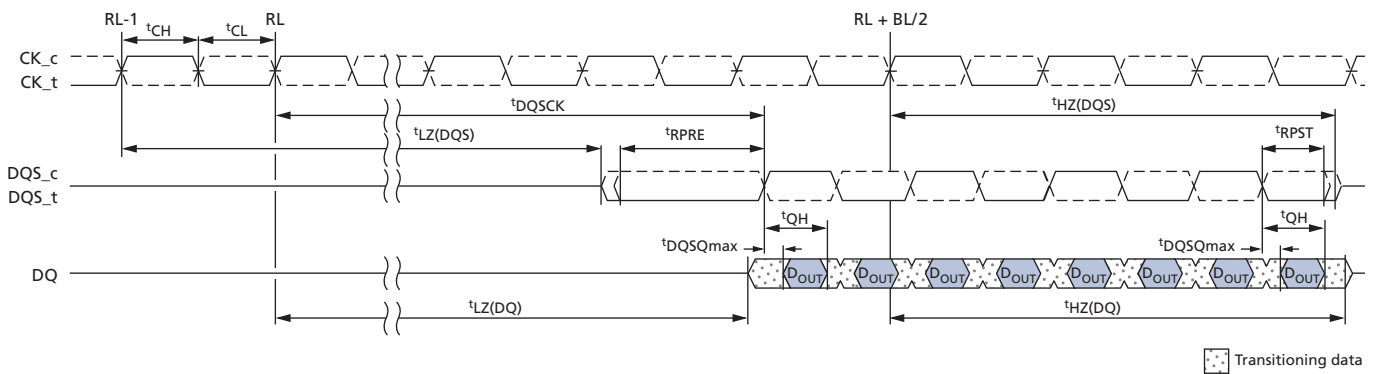 RL-1 RL RL + BL/2
tCH tCL
CK_c
CK_t
tDQSCK tHZ(DQS)
tLZ(DQS) tRPRE tRPST
DQS_c
DQS_t
tQH tQH
tDQSQmax tDQSQmax
DQ DOUT DOUT DOUT DOUT DOUT DOUT DOUT DOUT
tLZ(DQ) tHZ(DQ)
Transitioning data